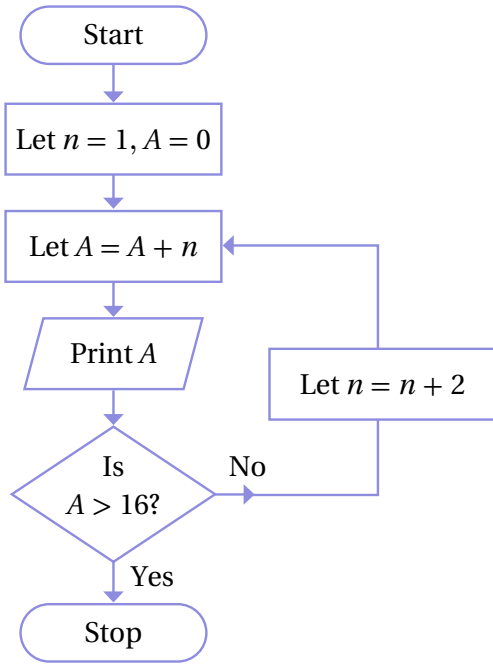 Start
Let n = 1, A = 0
Let A = A + n
Print A
Let n = n + 2
Is
A > 16?
No
Yes
Stop